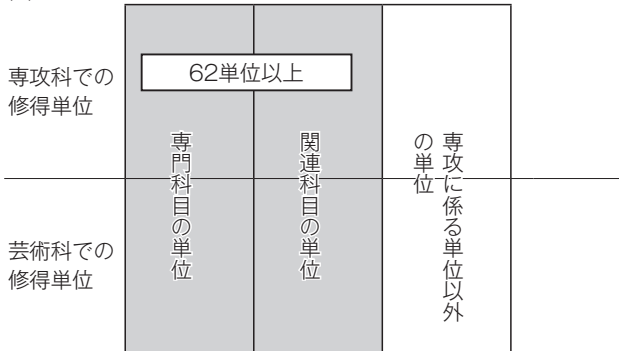 専攻科での
修得単位
62単位以上
専門科目の単位
関連科目の単位
専攻に係る単位以外
の単位
芸術科での
修得単位